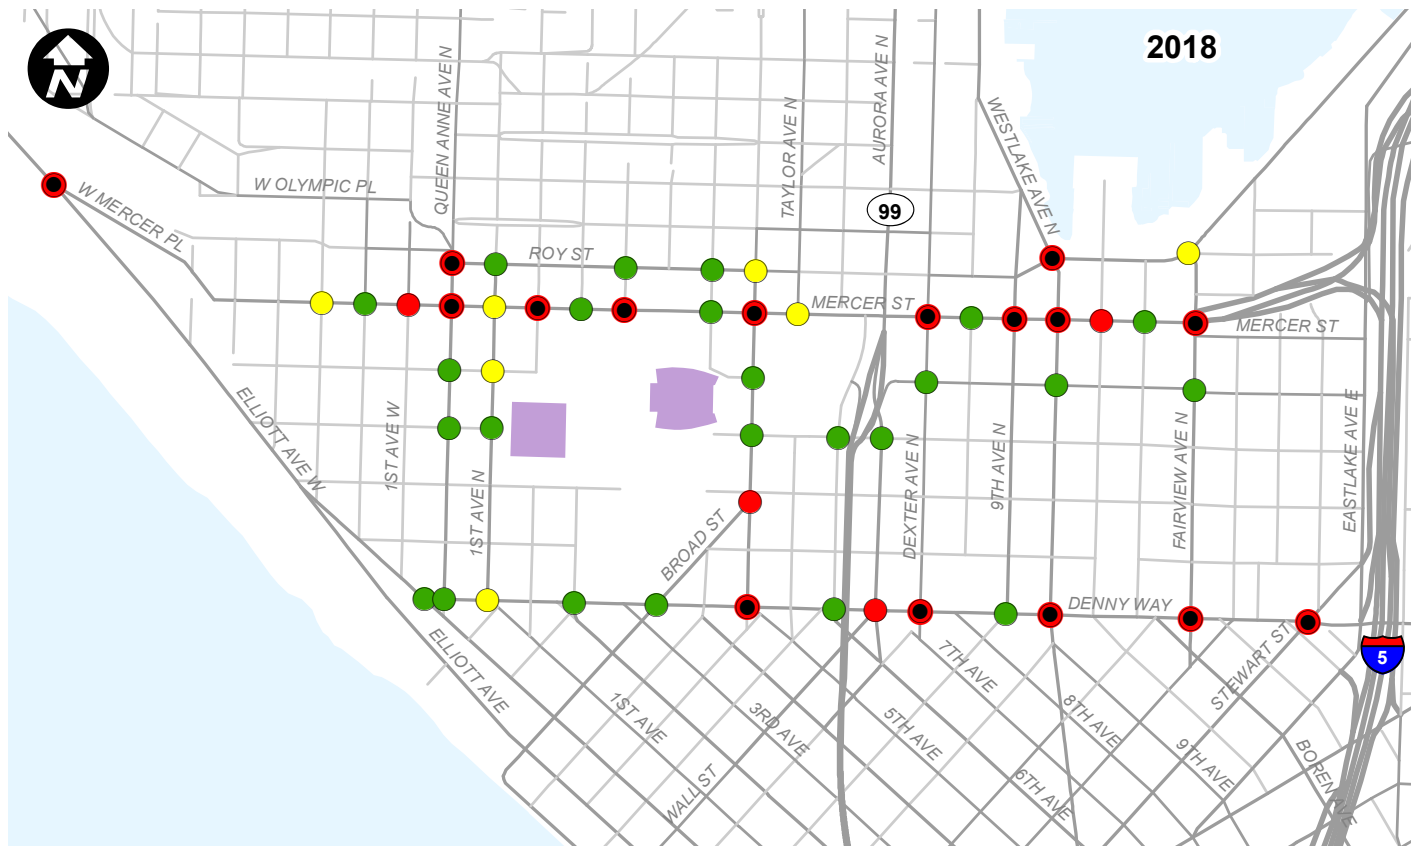 2018
N
QUEEN ANNE AVE N
AURORA AVE N
TAYLOR AVE N
WESTLAKE AVE N
W OLYMPIC PL
W MERCER PL
99
ROY ST
MERCER ST
MERCER ST
ELLIOTT AVE W
1ST AVE W
1ST AVE N
BROAD ST
DEXTER AVE N
9TH AVE N
FAIRVIEW AVE N
EASTLAKE AVE E
DENNY WAY
ELLIOTT AVE
1ST AVE
3RD AVE
5TH AVE
7TH AVE
8TH AVE
6TH AVE
9TH AVE
WALL ST
STEWART ST
BOREN AVE
5